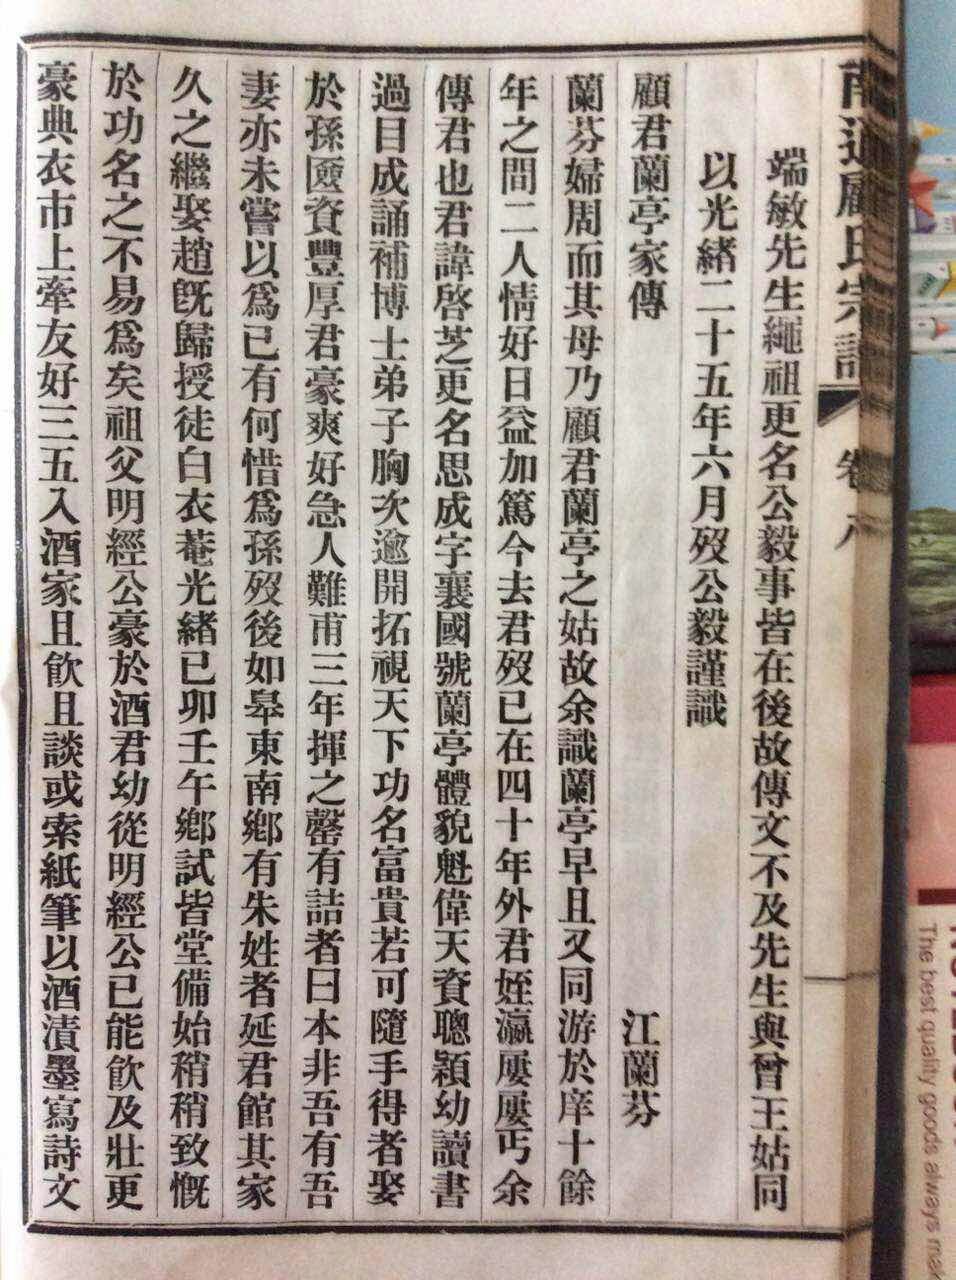 南通顧氏宗譜 卷八
端敏先生繩祖更名公毅事皆在後故傳文不及先生與曾王姑同
以光緒二十五年六月歿公毅謹識
顧君蘭亭家傳 江蘭芬
蘭芬婦周而其母乃顧君蘭亭之姑故余識蘭亭早且又同游於庠十餘
年之間二人情好日益加篤今去君歿已在四十年外君姪瀛屢屢丐余
傳君也君諱啓芝更名思成字襄國號蘭亭體貌魁偉天資聰穎幼讀書
過目成誦補博士弟子胸次逾開拓視天下功名富貴若可隨手得者娶
於孫匳資豐厚君豪爽好急人難甫三年揮之罄有詰者曰本非吾有吾
妻亦未嘗以為已有何惜為孫歿後如皋東南鄉有朱姓者延君館其家
久之繼娶趙旣歸授徒白衣菴光緒已卯壬午鄉試皆堂備始稍稍致慨
於功名之不易為矣祖父明經公豪於酒君幼從明經公已能飲及壯更
豪典衣市上牽友好三五入酒家且飲且談或索紙筆以酒漬墨寫詩文
The best quality goods always